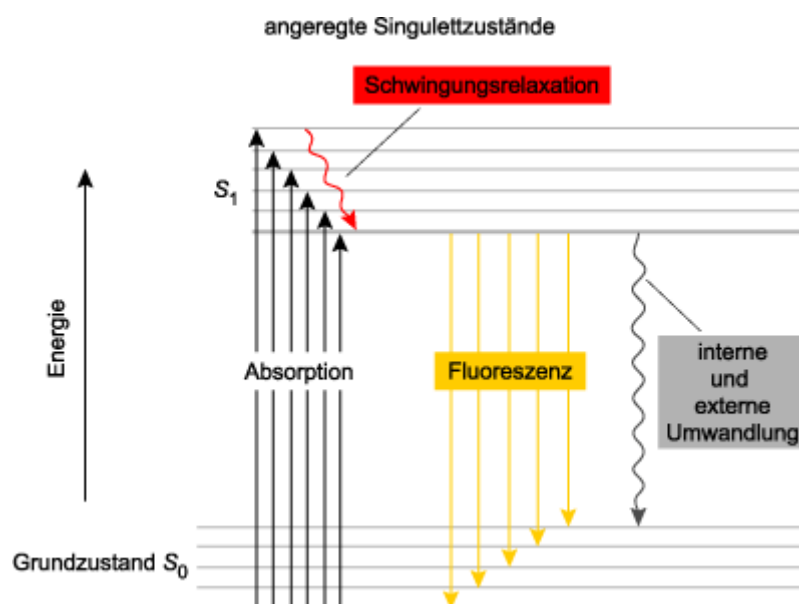 angeregte Singulettzustände
Schwingungsrelaxation
S₁
Energie
Absorption
Fluoreszenz
interne
und
externe
Umwandlung
Grundzustand S₀